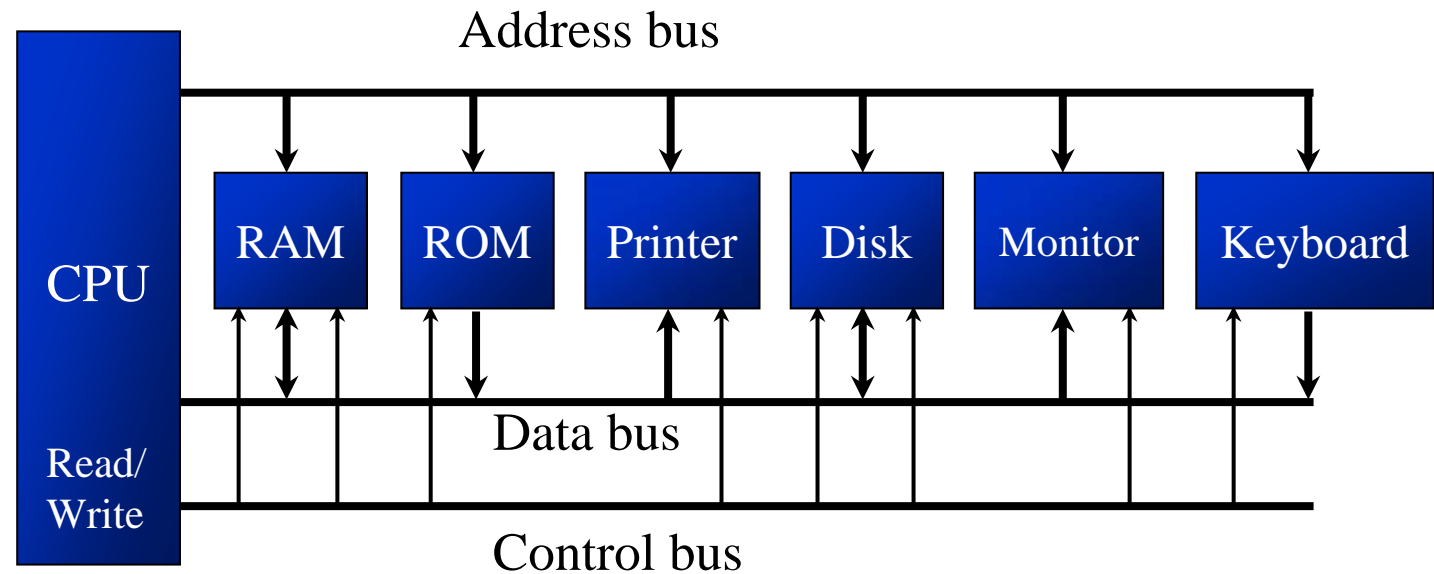 Address bus
CPU
RAM
ROM
Printer
Disk
Monitor
Keyboard
Data bus
Read/
Write
Control bus